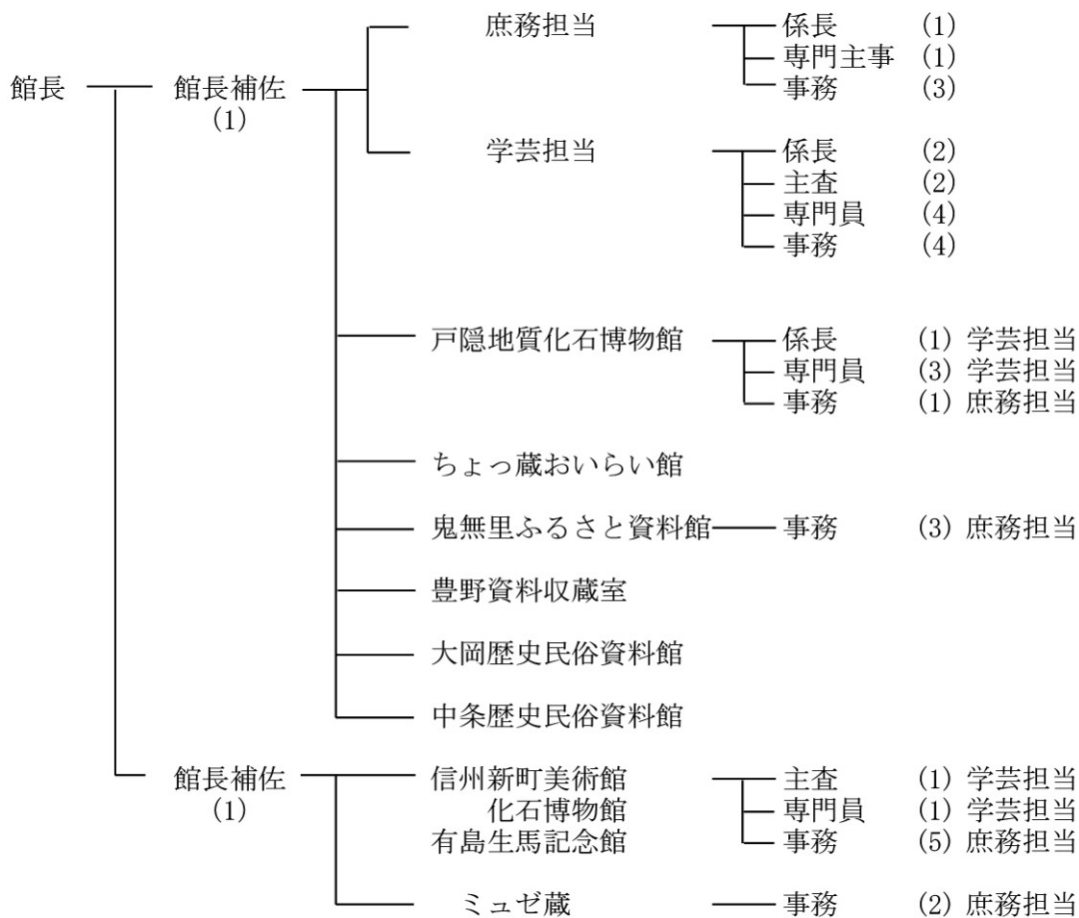 庶務担当 係長 (1)
専門主事 (1)
館長 館長補佐 事務 (3)
(1)
学芸担当 係長 (2)
主査 (2)
専門員 (4)
事務 (4)
戸隠地質化石博物館 係長 (1) 学芸担当
専門員 (3) 学芸担当
事務 (1) 庶務担当
ちょっ蔵おいらい館
鬼無里ふるさと資料館 事務 (3) 庶務担当
豊野資料収蔵室
大岡歴史民俗資料館
中条歴史民俗資料館
館長補佐 信州新町美術館 主査 (1) 学芸担当
(1) 化石博物館 専門員 (1) 学芸担当
有島生馬記念館 事務 (5) 庶務担当
ミュゼ蔵 事務 (2) 庶務担当